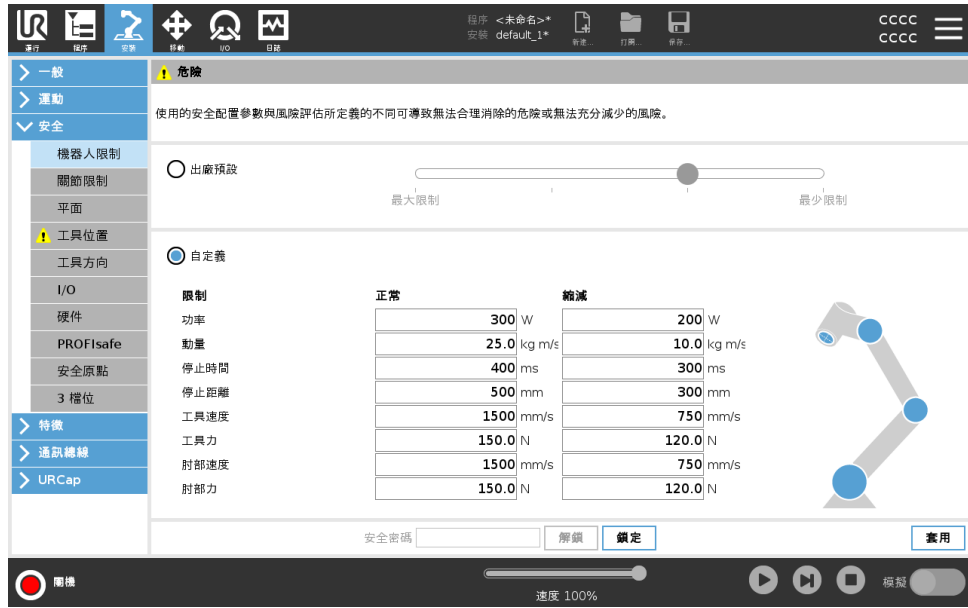 UR
運行
程序
安裝
移動
I/O
日誌
程序 <未命名>*
安裝 default_1*
新建...
打開...
保存...
cccc
cccc
一般
運動
安全
機器人限制
關節限制
平面
工具位置
工具方向
I/O
硬件
PROFIsafe
安全原點
3 檔位
特徵
通訊總線
URCap
危險
使用的安全配置參數與風險評估所定義的不同可導致無法合理消除的危險或無法充分減少的風險。
出廠預設
最大限制 最少限制
自定義
限制 正常 縮減
功率 300 W 200 W
動量 25.0 kg m/s 10.0 kg m/s
停止時間 400 ms 300 ms
停止距離 500 mm 300 mm
工具速度 1500 mm/s 750 mm/s
工具力 150.0 N 120.0 N
肘部速度 1500 mm/s 750 mm/s
肘部力 150.0 N 120.0 N
安全密碼 解鎖 鎖定 套用
關機
速度 100%
模擬